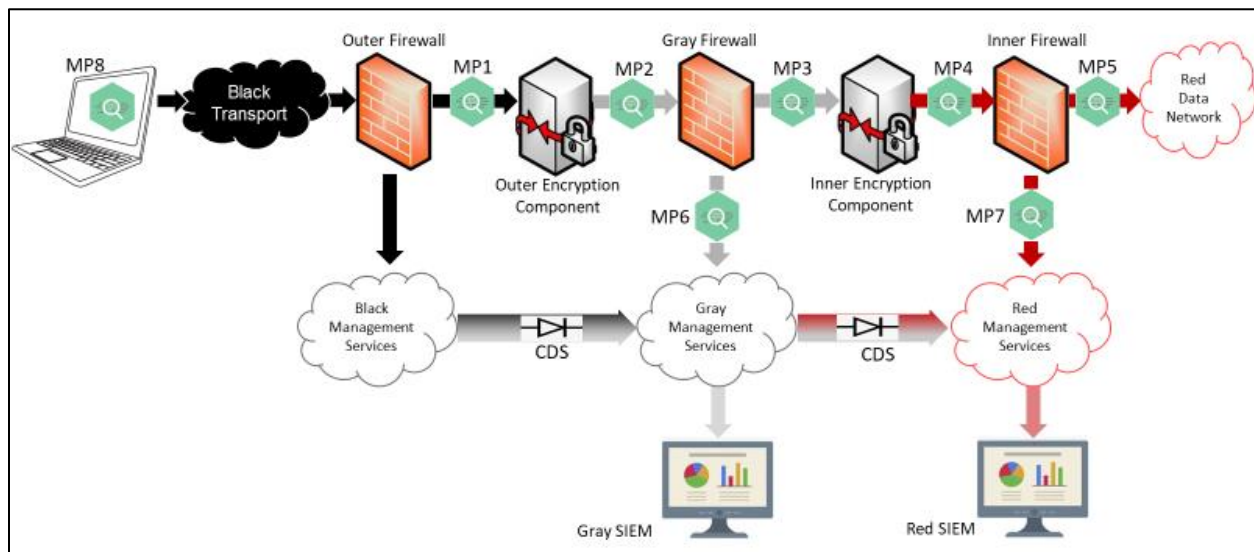 Outer Firewall
Gray Firewall
Inner Firewall
MP8
MP1
MP2
MP3
MP4
MP5
Black
Transport
Red
Data
Network
Outer Encryption
Component
Inner Encryption
Component
MP6
MP7
Black
Management
Services
CDS
Gray
Management
Services
CDS
Red
Management
Services
Gray SIEM
Red SIEM